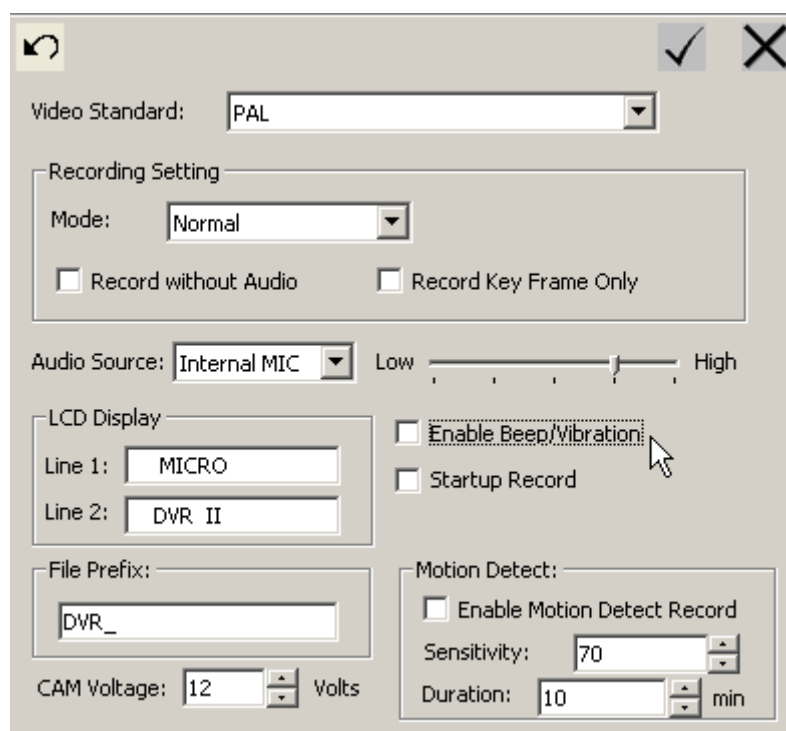 Video Standard: PAL
Recording Setting
Mode: Normal
Record without Audio Record Key Frame Only
Audio Source: Internal MIC Low High
LCD Display
Line 1: MICRO
Line 2: DVR II
Enable Beep/Vibration
Startup Record
File Prefix:
DVR_
CAM Voltage: 12 Volts
Motion Detect:
Enable Motion Detect Record
Sensitivity: 70
Duration: 10 min